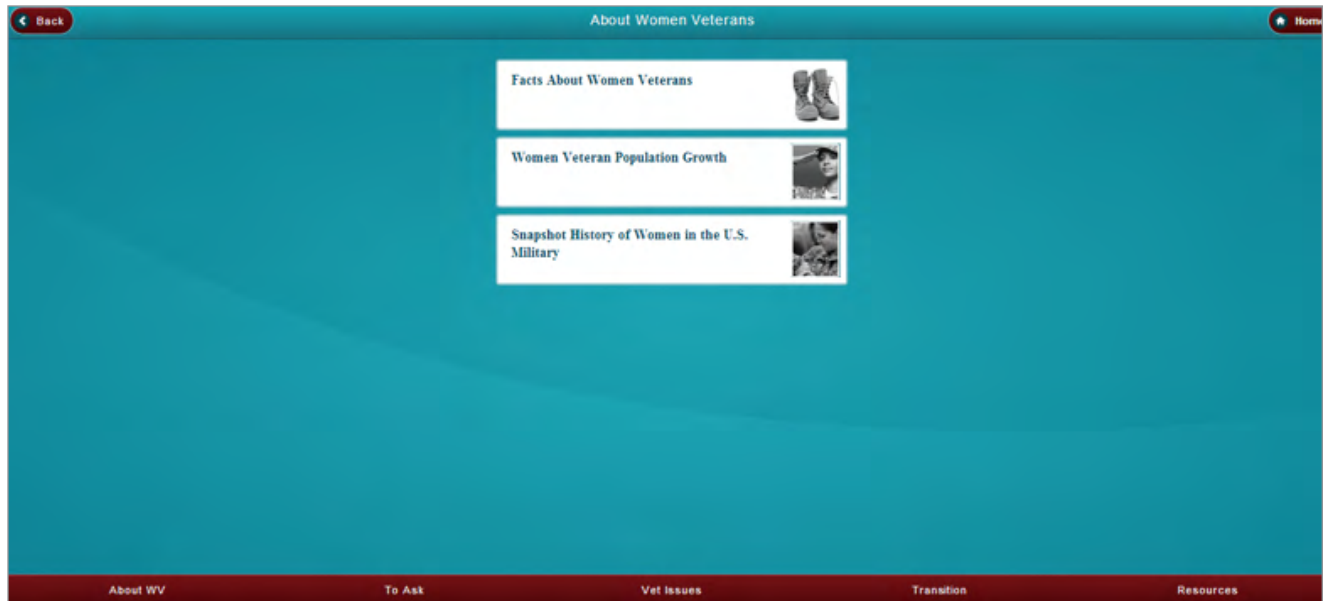 Back
About Women Veterans
Home
Facts About Women Veterans
Women Veteran Population Growth
Snapshot History of Women in the U.S.
Military
About WV
To Ask
Vet Issues
Transition
Resources